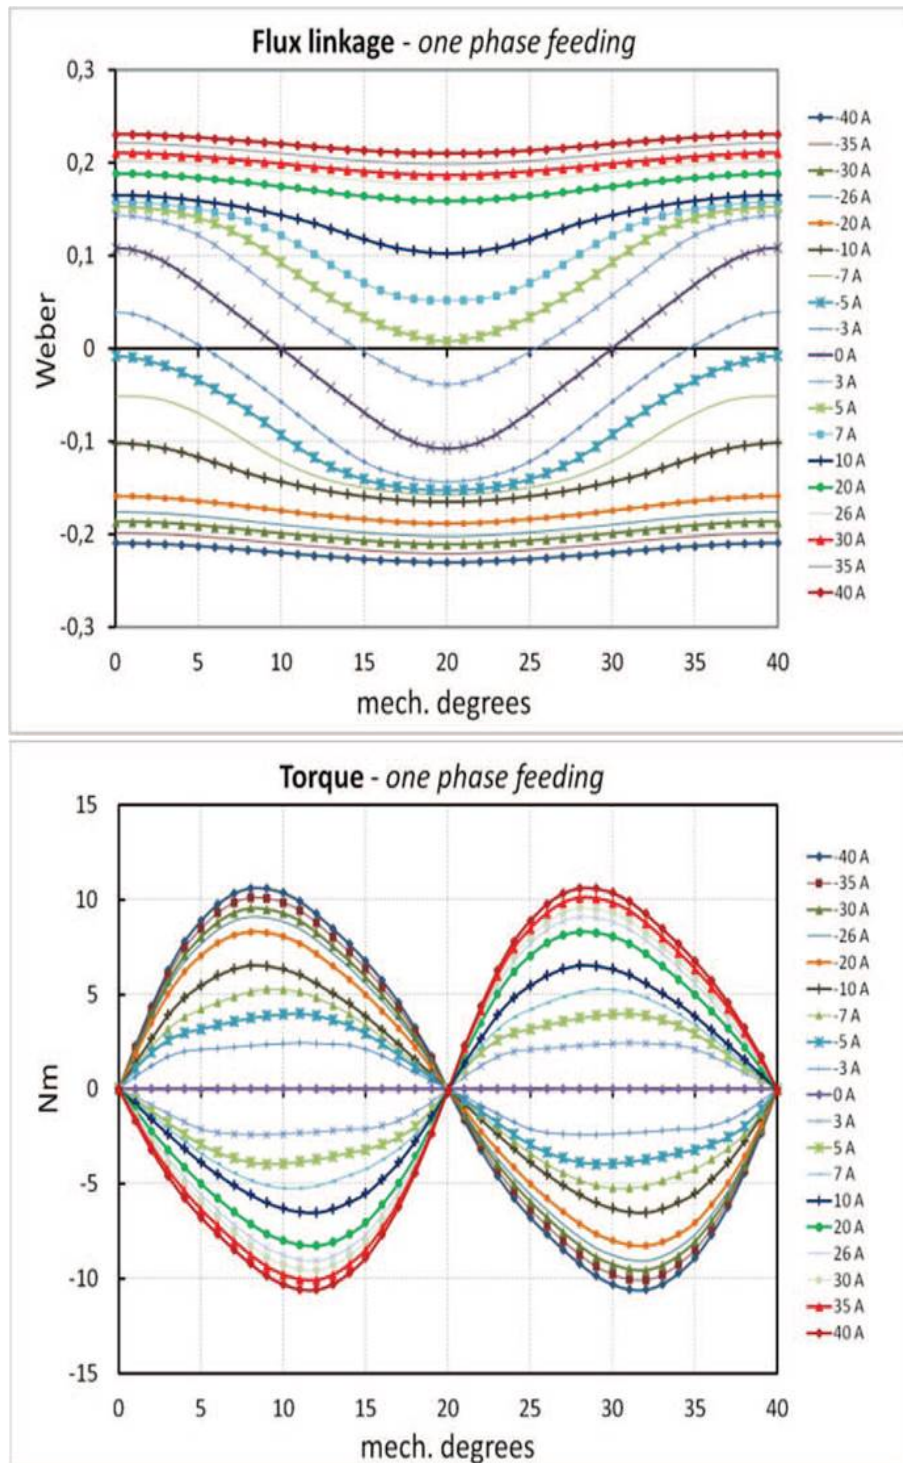 Flux linkage - one phase feeding
0,3
0,2
0,1
0
-0,1
-0,2
-0,3
Weber
0 5 10 15 20 25 30 35 40
mech. degrees
-40 A
-35 A
-30 A
-26 A
-20 A
-10 A
-7 A
-5 A
-3 A
0 A
3 A
5 A
7 A
10 A
20 A
26 A
30 A
35 A
40 A
Torque - one phase feeding
15
10
5
0
-5
-10
-15
Nm
0 5 10 15 20 25 30 35 40
mech. degrees
-40 A
-35 A
-30 A
-26 A
-20 A
-10 A
-7 A
-5 A
-3 A
0 A
3 A
5 A
7 A
10 A
20 A
26 A
30 A
35 A
40 A